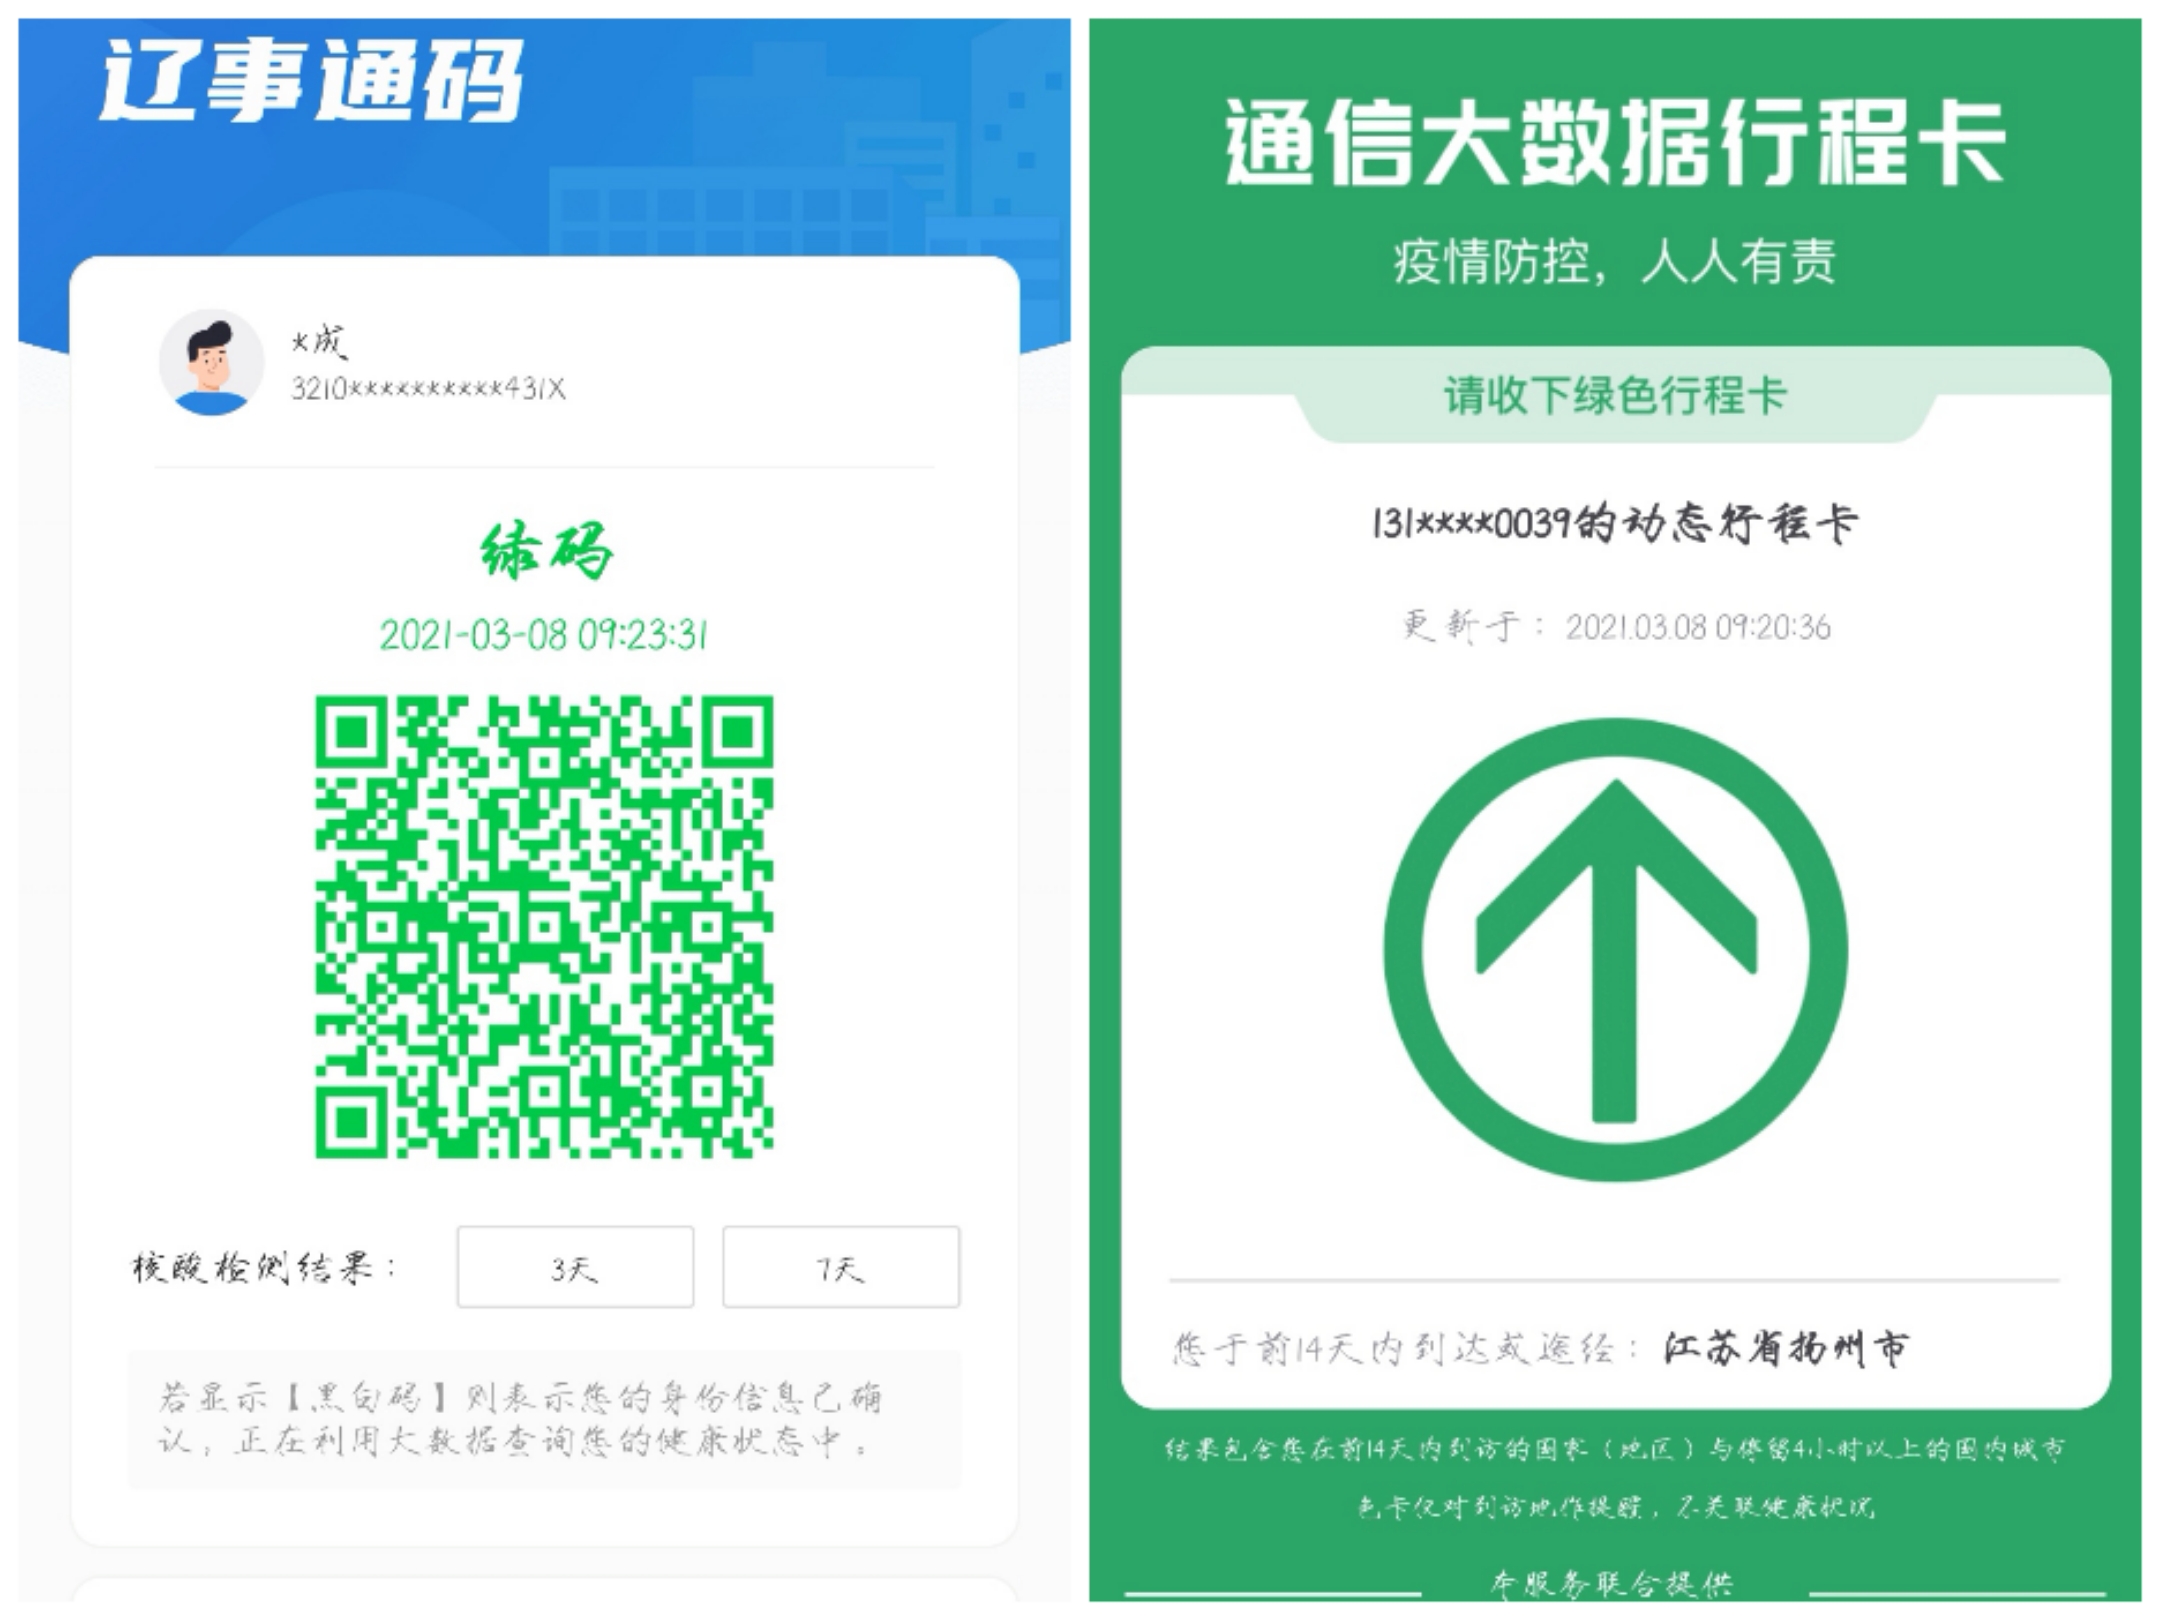 辽事通码
*成
3210**********431X
绿码
2021-03-08 09:23:31
核酸检测结果：
3天
7天
若显示【黑白码】则表示您的身份信息已确
认，正在利用大数据查询您的健康状态中。
通信大数据行程卡
疫情防控，人人有责
请收下绿色行程卡
131****0039的动态行程卡
更新于：2021.03.08 09:20:36
您于前14天内到达或途经：江苏省扬州市
结果包含您在前14天内到访的国家（地区）与停留4小时以上的国内城市
色卡仅对到访地作提醒，不关联健康状况
本服务联合提供